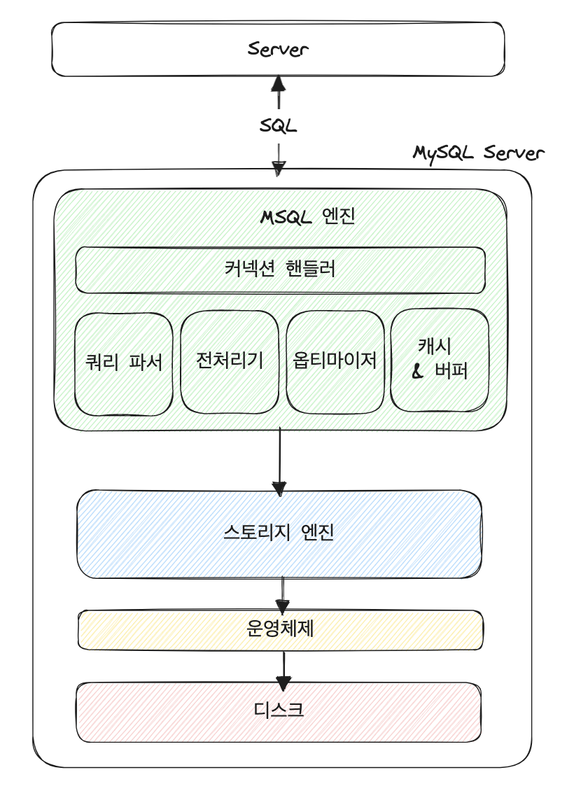 Server
SQL
MySQL Server
MSQL 엔진
커넥션 핸들러
쿼리 파서
전처리기
옵티마이저
캐시
& 버퍼
스토리지 엔진
운영체제
디스크